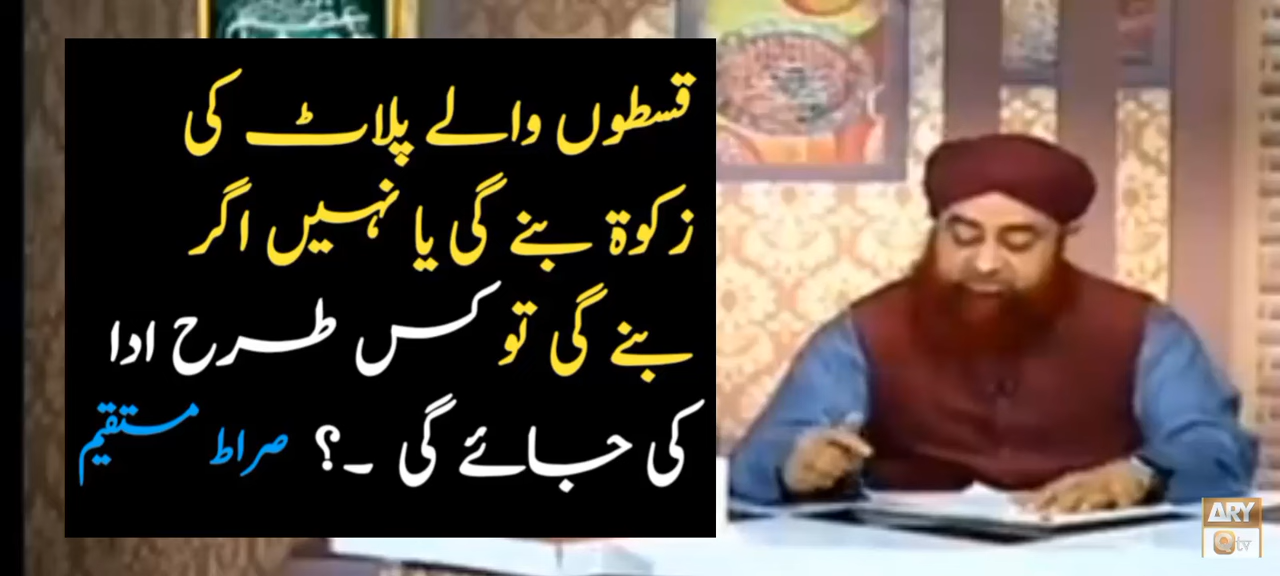 قسطوں والے پلاٹ کی
زکوۃ بنے گی یا نہیں اگر
بنے گی تو کس طرح ادا
کی جائے گی ۔؟ صراط مستقیم
ARY
Qtv